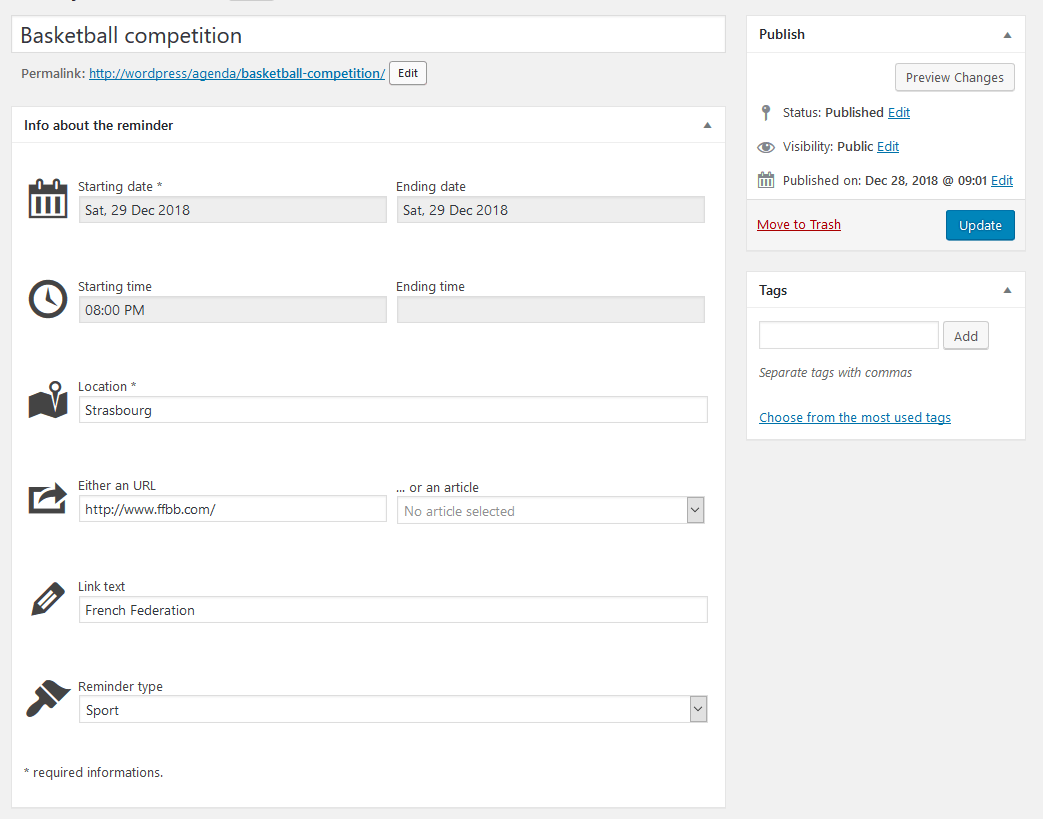 Basketball competition
Permalink: http://wordpress/agenda/basketball-competition/ Edit
Info about the reminder
Starting date * Ending date
Sat, 29 Dec 2018 Sat, 29 Dec 2018
Starting time Ending time
08:00 PM
Location *
Strasbourg
Either an URL ... or an article
http://www.ffbb.com/ No article selected
Link text
French Federation
Reminder type
Sport
* required informations.
Publish
Preview Changes
Status: Published Edit
Visibility: Public Edit
Published on: Dec 28, 2018 @ 09:01 Edit
Move to Trash Update
Tags
Add
Separate tags with commas
Choose from the most used tags